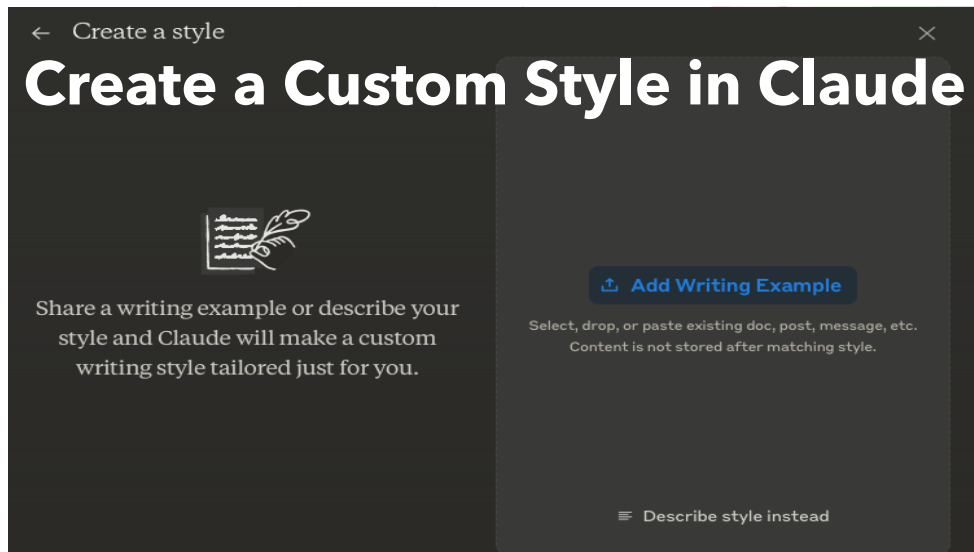 Create a style
Create a Custom Style in Claude
Share a writing example or describe your
style and Claude will make a custom
writing style tailored just for you.
Add Writing Example
Select, drop, or paste existing doc, post, message, etc.
Content is not stored after matching style.
Describe style instead